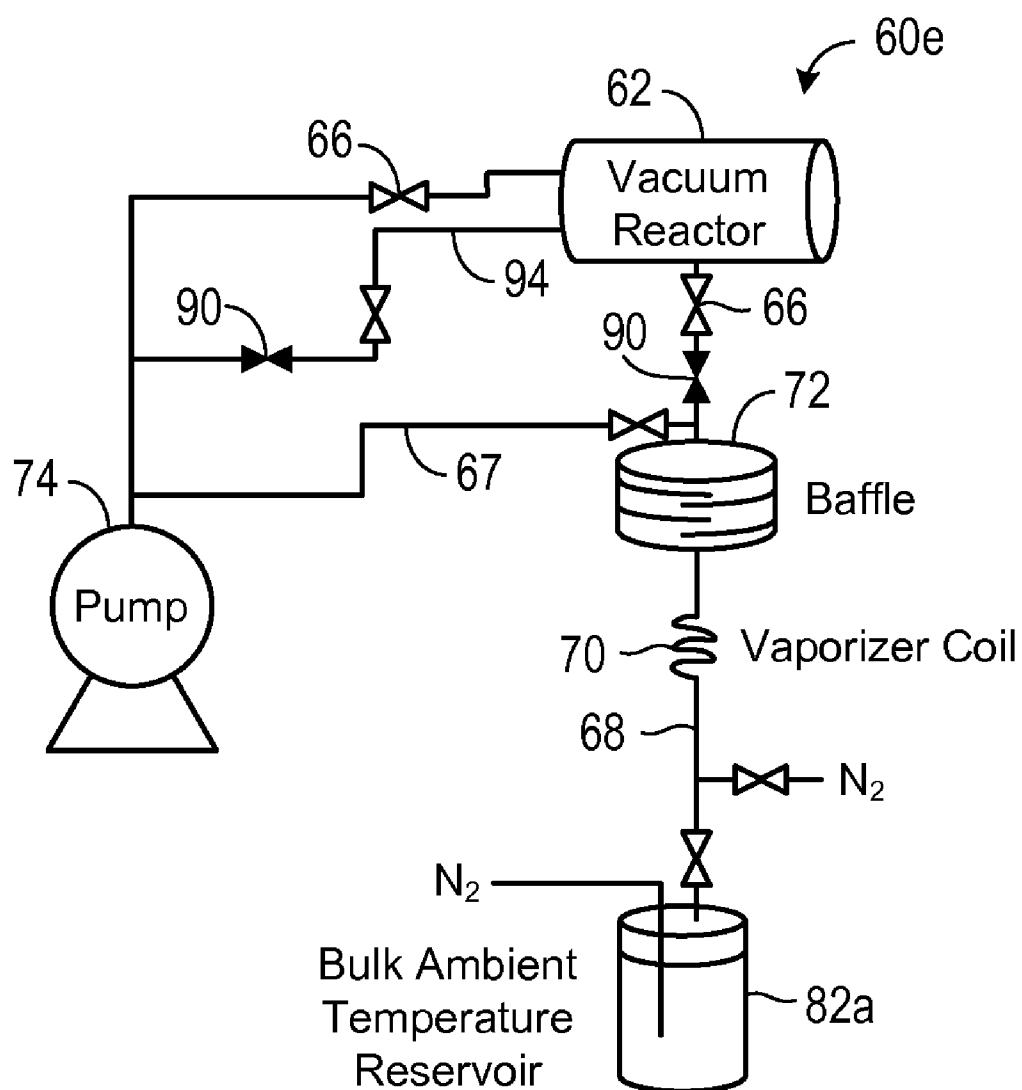 60e
62
66
Vacuum
Reactor
94
90
66
90
72
67
74
Baffle
Pump
70
Vaporizer Coil
68
N₂
N₂
Bulk Ambient
Temperature
Reservoir
82a